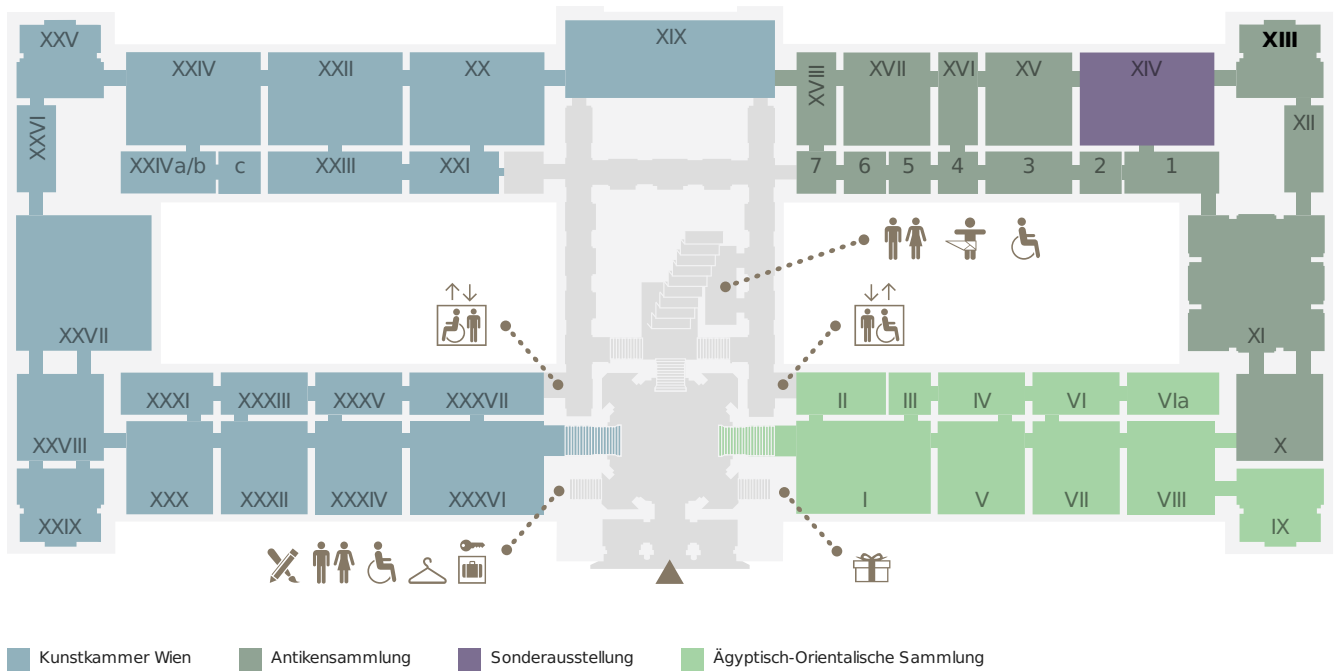 XXV
XXIV
XXII
XX
XIX
XVIII
XVII
XVI
XV
XIV
XIII
XXVI
XII
XXIVa/b
c
XXIII
XXI
7
6
5
4
3
2
1
XXVII
XI
XXXI
XXXIII
XXXV
XXXVII
II
III
IV
VI
VIa
XXVIII
X
XXX
XXXII
XXXIV
XXXVI
I
V
VII
VIII
XXIX
IX
Kunstkammer Wien
Antikensammlung
Sonderausstellung
Ägyptisch-Orientalische Sammlung